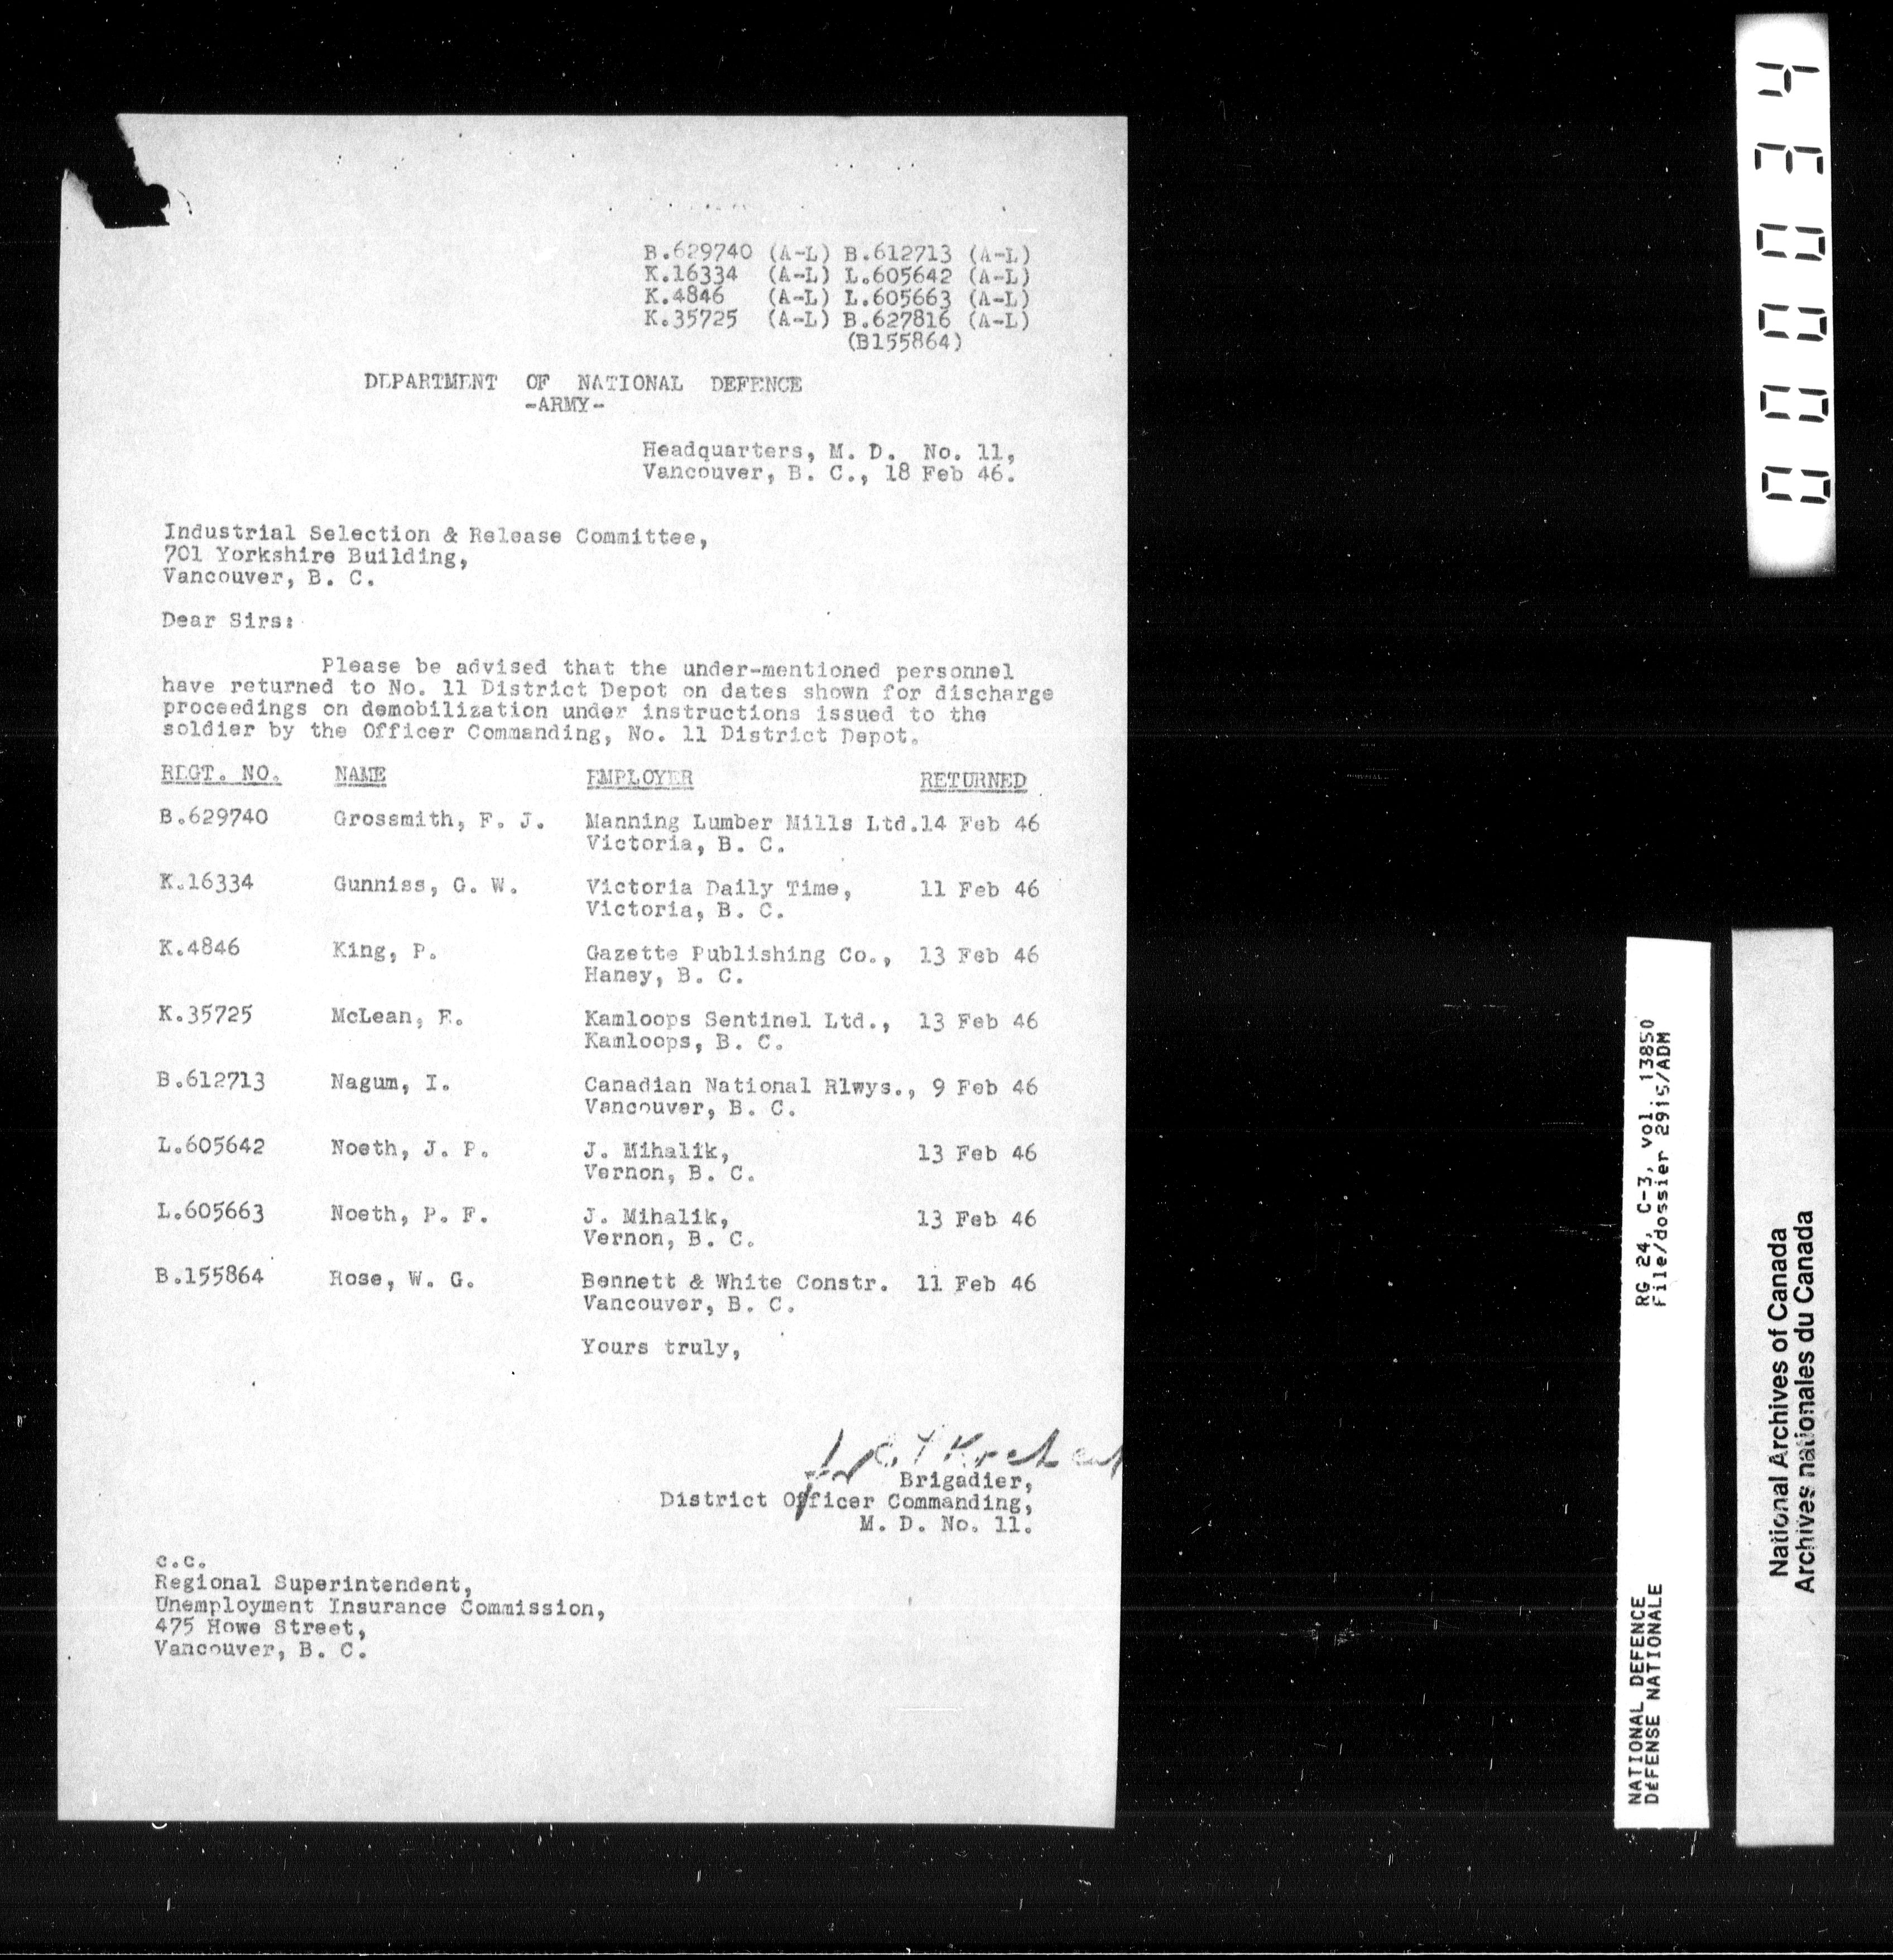 B.629740 (A-L) B.612713 (A-L)
K.16334 (A-L) L.605642 (A-L)
K.4846 (A-L) L.605663 (A-L)
K.35725 (A-L) B.627816 (A-L)
(B155864)
DEPARTMENT OF NATIONAL DEFENCE
-ARMY-
Headquarters, M. D. No. 11,
Vancouver, B. C., 18 Feb 46.
Industrial Selection & Release Committee,
701 Yorkshire Building,
Vancouver, B. C.
Dear Sirs:
Please be advised that the under-mentioned personnel
have returned to No. 11 District Depot on dates shown for discharge
proceedings on demobilization under instructions issued to the
soldier by the Officer Commanding, No. 11 District Depot.
REGT. NO. NAME EMPLOYER RETURNED
B.629740 Grossmith, F. J. Manning Lumber Mills Ltd. 14 Feb 46
Victoria, B. C.
K.16334 Gunniss, G. W. Victoria Daily Time, 11 Feb 46
Victoria, B. C.
K.4846 King, P. Gazette Publishing Co., 13 Feb 46
Haney, B. C.
K.35725 McLean, E. Kamloops Sentinel Ltd., 13 Feb 46
Kamloops, B. C.
B.612713 Nagum, I. Canadian National Rlwys., 9 Feb 46
Vancouver, B. C.
L.605642 Noeth, J. P. J. Mihalik, 13 Feb 46
Vernon, B. C.
L.605663 Noeth, P. F. J. Mihalik, 13 Feb 46
Vernon, B. C.
B.155864 Rose, W. G. Bennett & White Constr. 11 Feb 46
Vancouver, B. C.
Yours truly,
for
Brigadier,
District Officer Commanding,
M. D. No. 11.
c.c.
Regional Superintendent,
Unemployment Insurance Commission,
475 Howe Street,
Vancouver, B. C.
000034
NATIONAL DEFENCE RG 24, C-3, vol. 13850
DéFENSE NATIONALE File/dossier 2915/ADM
National Archives of Canada
Archives nationales du Canada